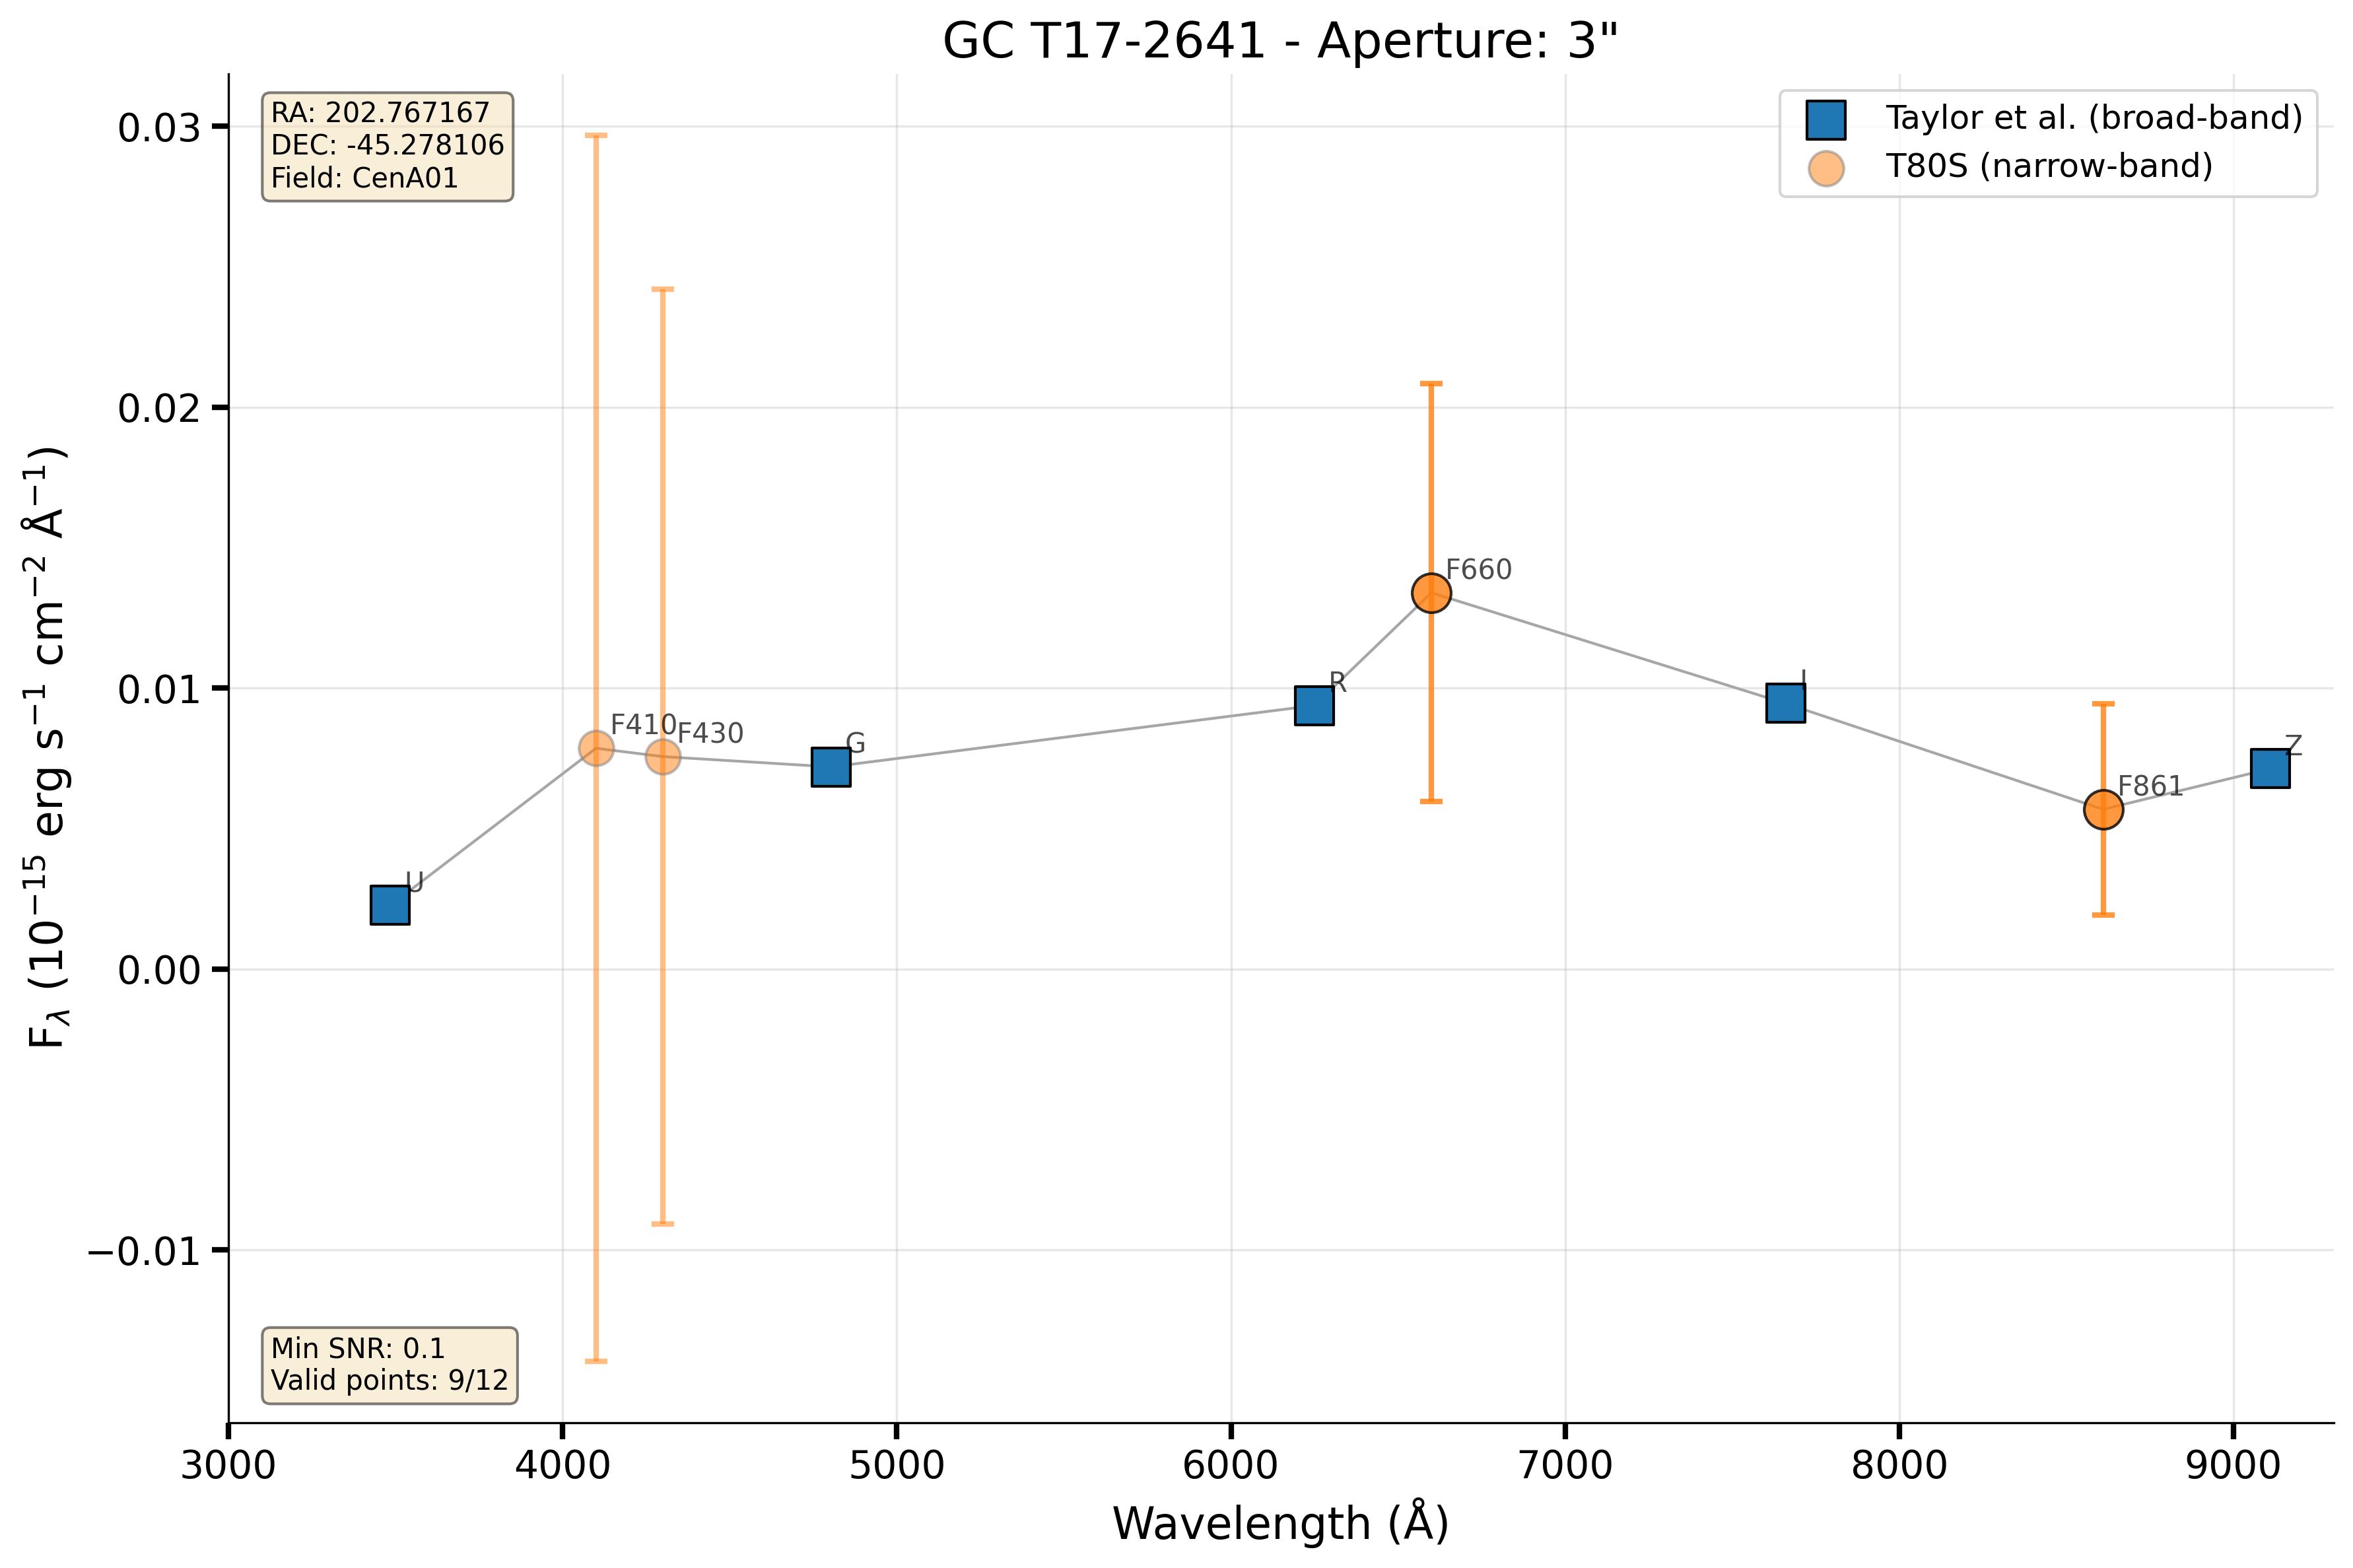 GC T17-2641 - Aperture: 3"
RA: 202.767167
DEC: -45.278106
Field: CenA01
Taylor et al. (broad-band)
T80S (narrow-band)
0.03
0.02
0.01
0.00
−0.01
F_λ (10⁻¹⁵ erg s⁻¹ cm⁻² Å⁻¹)
U
F410
F430
G
R
F660
I
F861
Z
Min SNR: 0.1
Valid points: 9/12
3000 4000 5000 6000 7000 8000 9000
Wavelength (Å)